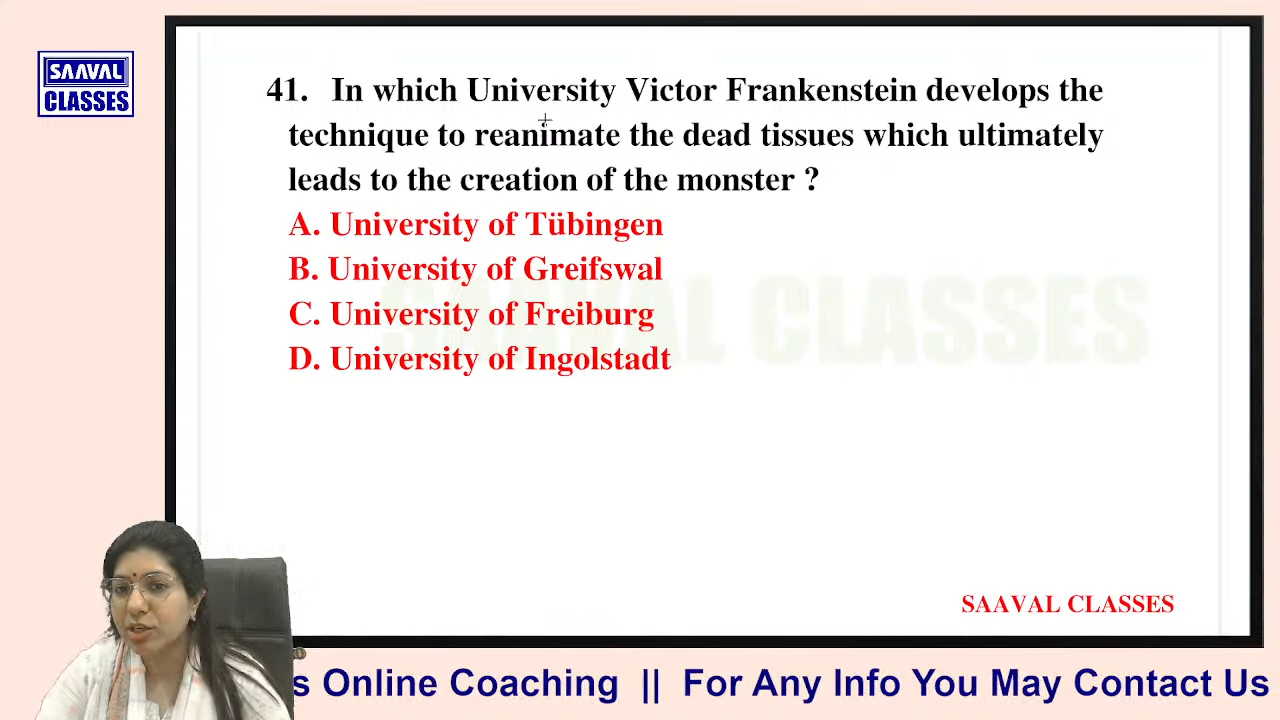 SAAVAL
CLASSES
41. In which University Victor Frankenstein develops the
technique to reanimate the dead tissues which ultimately
leads to the creation of the monster ?
A. University of Tübingen
B. University of Greifswal
C. University of Freiburg
D. University of Ingolstadt
SAAVAL CLASSES
SAAVAL CLASSES
s Online Coaching || For Any Info You May Contact Us